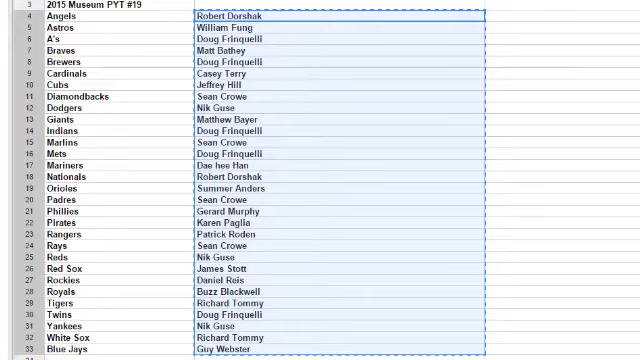 3 2015 Museum PYT #19
4 Angels Robert Dorshak
5 Astros William Fung
6 A's Doug Frinquelli
7 Braves Matt Bathey
8 Brewers Doug Frinquelli
9 Cardinals Casey Terry
10 Cubs Jeffrey Hill
11 Diamondbacks Sean Crowe
12 Dodgers Nik Guse
13 Giants Matthew Bayer
14 Indians Doug Frinquelli
15 Marlins Sean Crowe
16 Mets Doug Frinquelli
17 Mariners Dae hee Han
18 Nationals Robert Dorshak
19 Orioles Summer Anders
20 Padres Sean Crowe
21 Phillies Gerard Murphy
22 Pirates Karen Paglia
23 Rangers Patrick Roden
24 Rays Sean Crowe
25 Reds Nik Guse
26 Red Sox James Stott
27 Rockies Daniel Reis
28 Royals Buzz Blackwell
29 Tigers Richard Tommy
30 Twins Doug Frinquelli
31 Yankees Nik Guse
32 White Sox Richard Tommy
33 Blue Jays Guy Webster